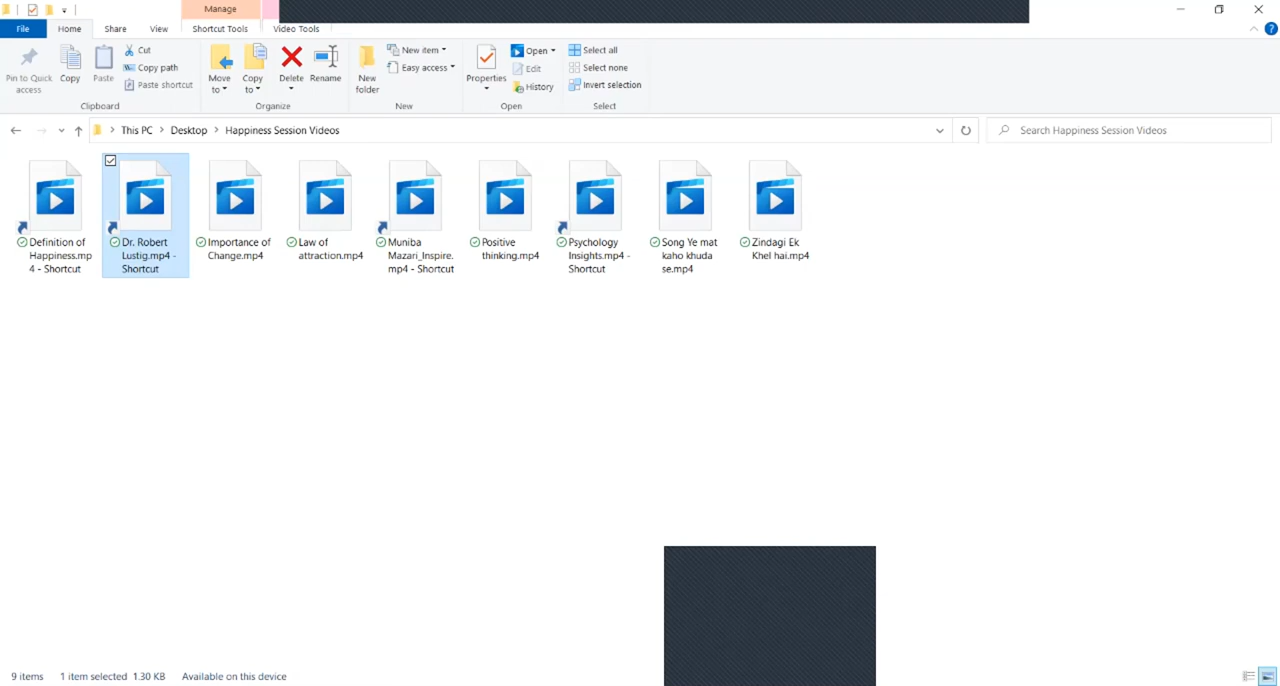 Manage
File
Home
Share
View
Shortcut Tools
Video Tools
Pin to Quick
access
Copy
Paste
Cut
Copy path
Paste shortcut
Clipboard
Move
to
Copy
to
Delete
Rename
Organize
New
folder
New item
Easy access
New
Properties
Open
Edit
History
Open
Select all
Select none
Invert selection
Select
This PC > Desktop > Happiness Session Videos
Search Happiness Session Videos
Definition of
Happiness.mp
4 - Shortcut
Dr. Robert
Lustig.mp4 -
Shortcut
Importance of
Change.mp4
Law of
attraction.mp4
Muniba
Mazari_Inspire.
mp4 - Shortcut
Positive
thinking.mp4
Psychology
Insights.mp4 -
Shortcut
Song Ye mat
kaho khuda
se.mp4
Zindagi Ek
Khel hai.mp4
9 items
1 item selected 1.30 KB
Available on this device